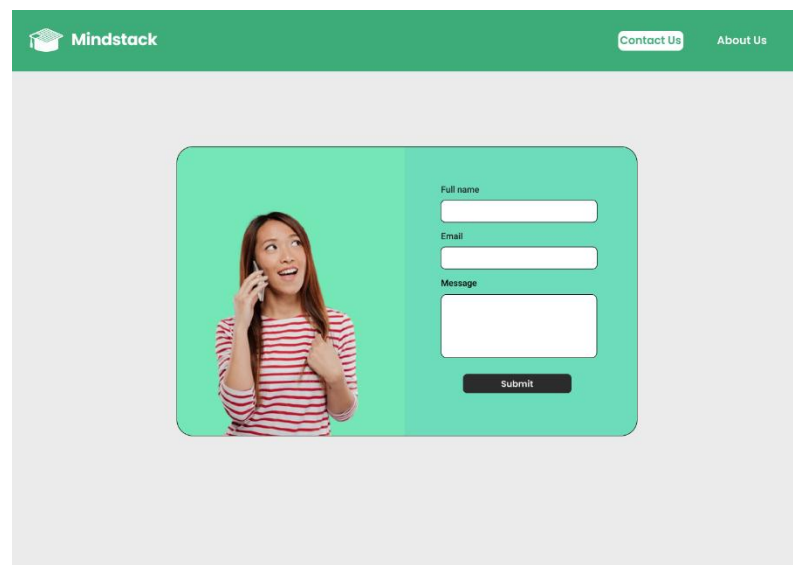 Mindstack
Contact Us
About Us
Full name
Email
Message
Submit